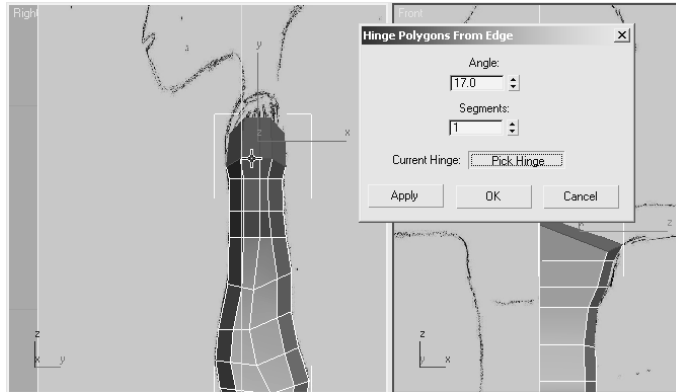 Right
Front
Hinge Polygons From Edge
Angle:
17.0
Segments:
1
Current Hinge: Pick Hinge
Apply OK Cancel
y
z
x
z
z
x y
z
x